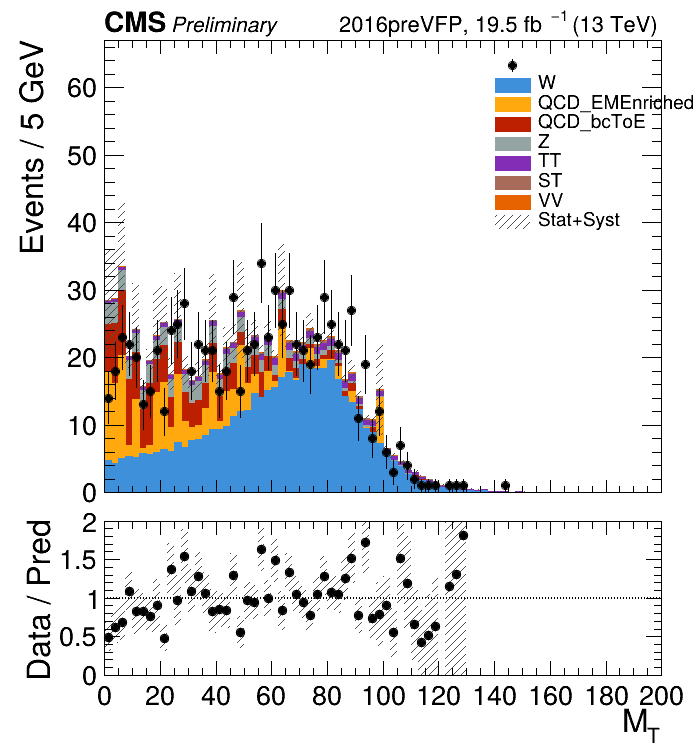 CMS Preliminary 2016preVFP, 19.5 fb⁻¹ (13 TeV)
Events / 5 GeV
60
50
40
30
20
10
0
W
QCD_EMEnriched
QCD_bcToE
Z
TT
ST
VV
Stat+Syst
Data / Pred
2
1.5
1
0.5
0
0 20 40 60 80 100 120 140 160 180 200
M_T